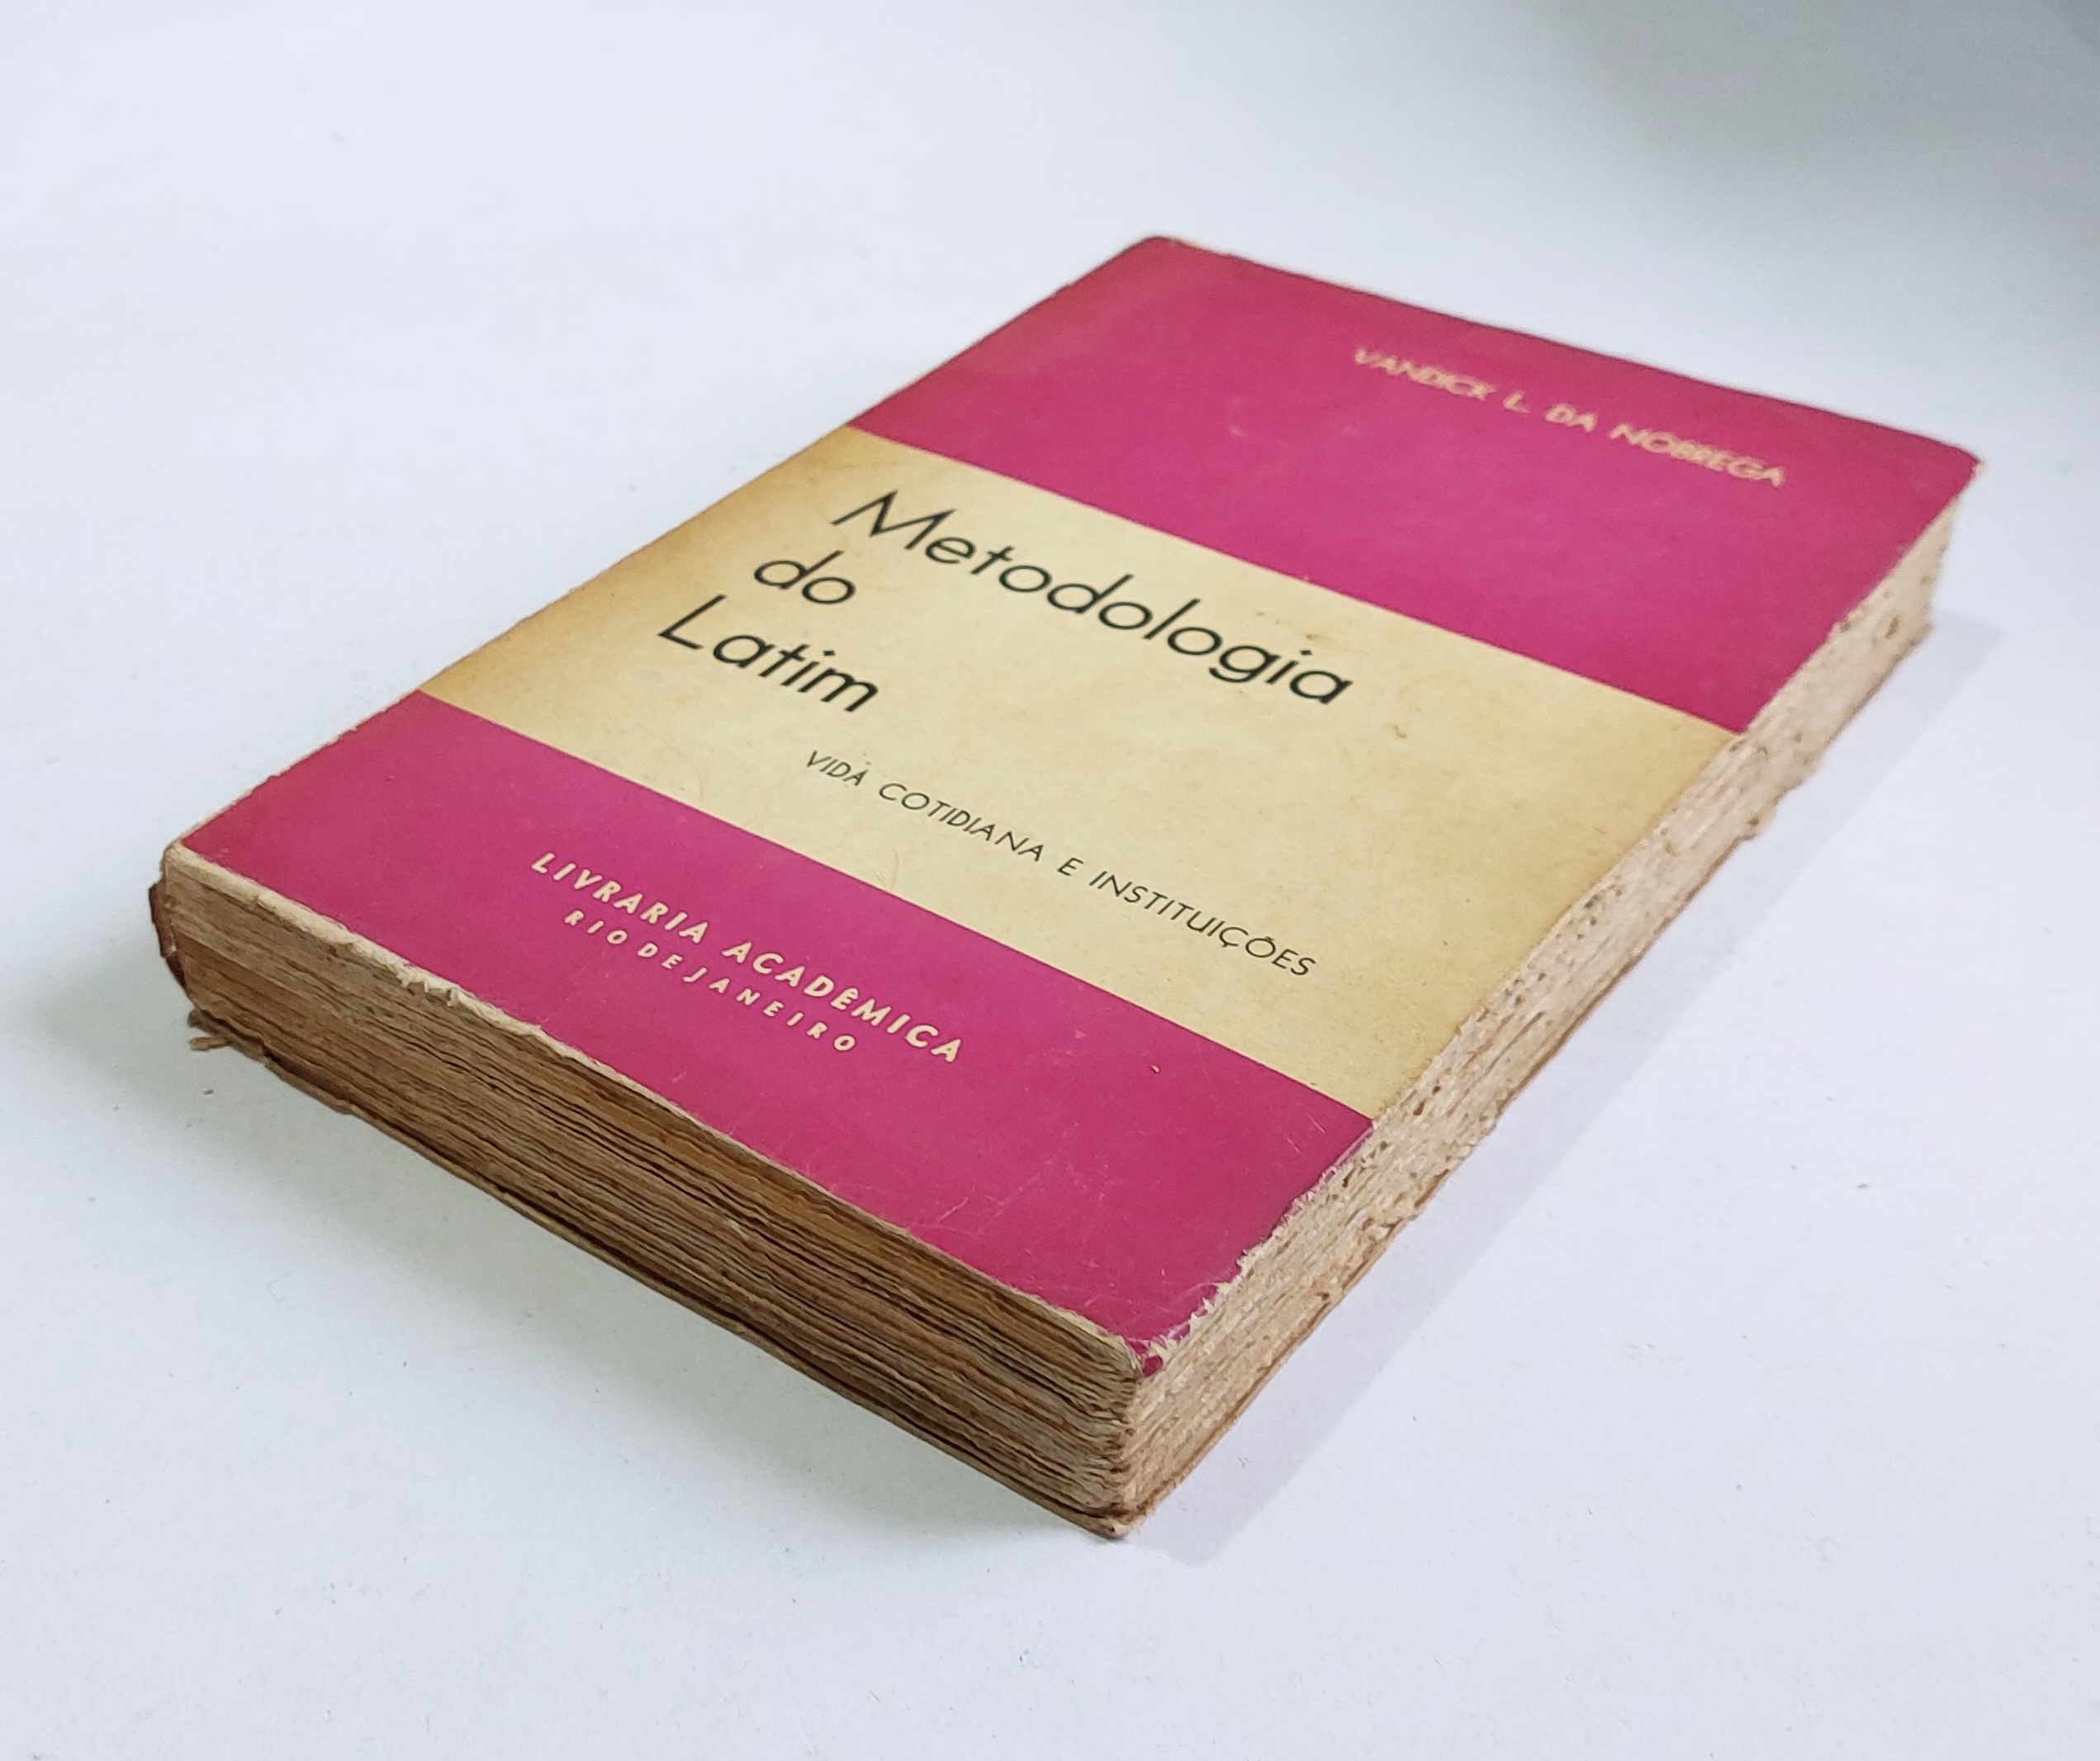 VANDICK L. DA NÓBREGA
Metodologia
do
Latim
VIDA COTIDIANA E INSTITUIÇÕES
LIVRARIA ACADÊMICA
RIO DE JANEIRO